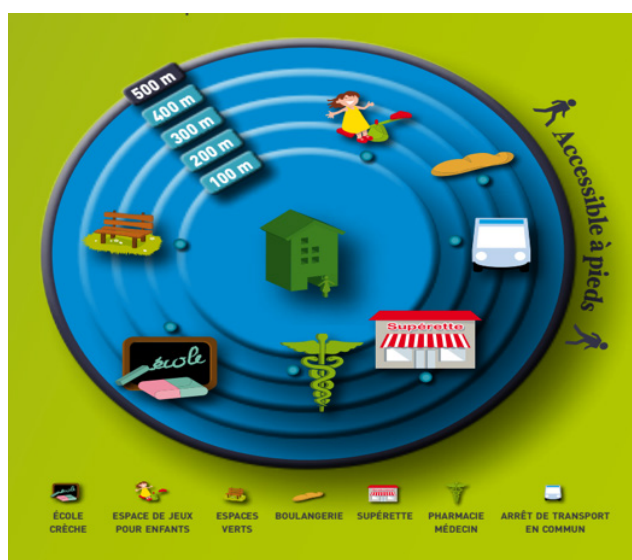 500 m
400 m
300 m
200 m
100 m
Accessible à pieds
école
Supérette
ÉCOLE
CRÈCHE
ESPACE DE JEUX
POUR ENFANTS
ESPACES
VERTS
BOULANGERIE
SUPÉRETTE
PHARMACIE
MÉDECIN
ARRÊT DE TRANSPORT
EN COMMUN